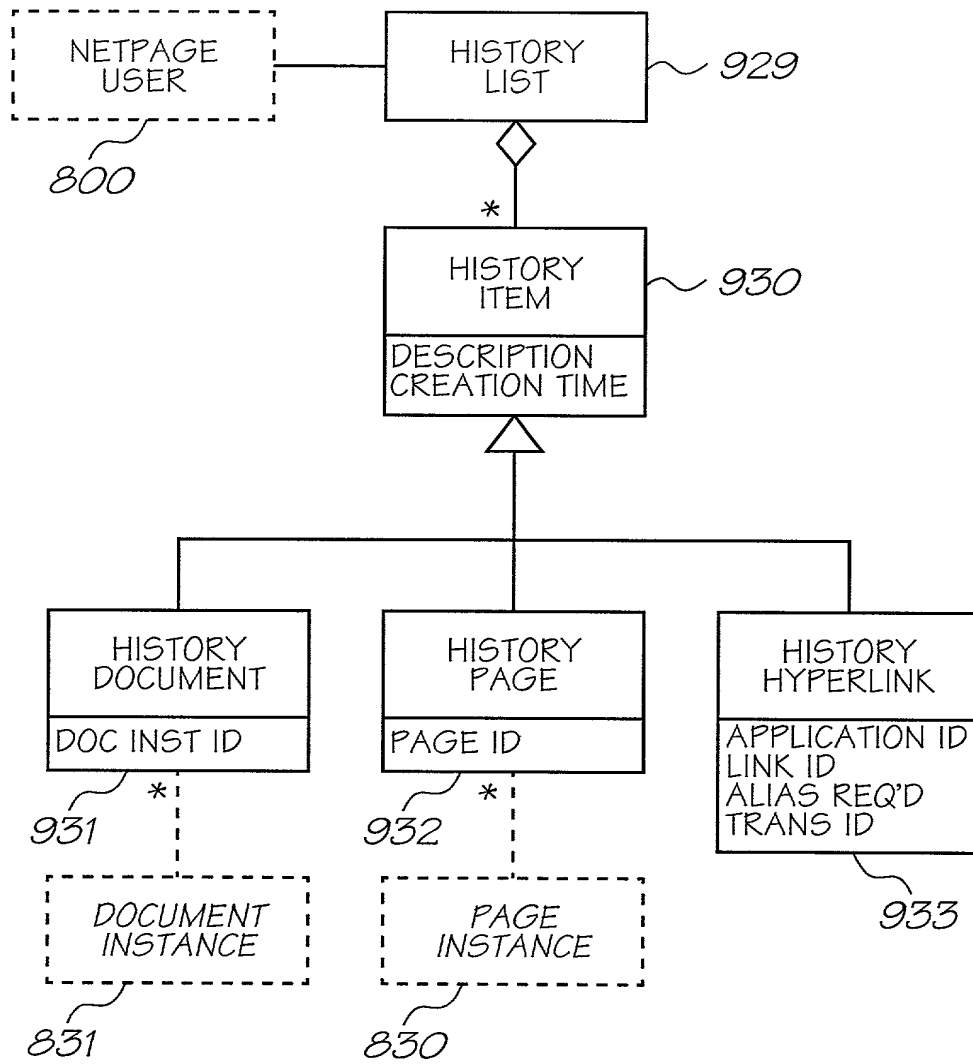 NETPAGE
USER
HISTORY
LIST
929
800
*
HISTORY
ITEM
930
DESCRIPTION
CREATION TIME
HISTORY
DOCUMENT
HISTORY
PAGE
HISTORY
HYPERLINK
DOC INST ID
PAGE ID
APPLICATION ID
LINK ID
ALIAS REQ'D
TRANS ID
*
*
931
932
933
DOCUMENT
INSTANCE
PAGE
INSTANCE
831
830